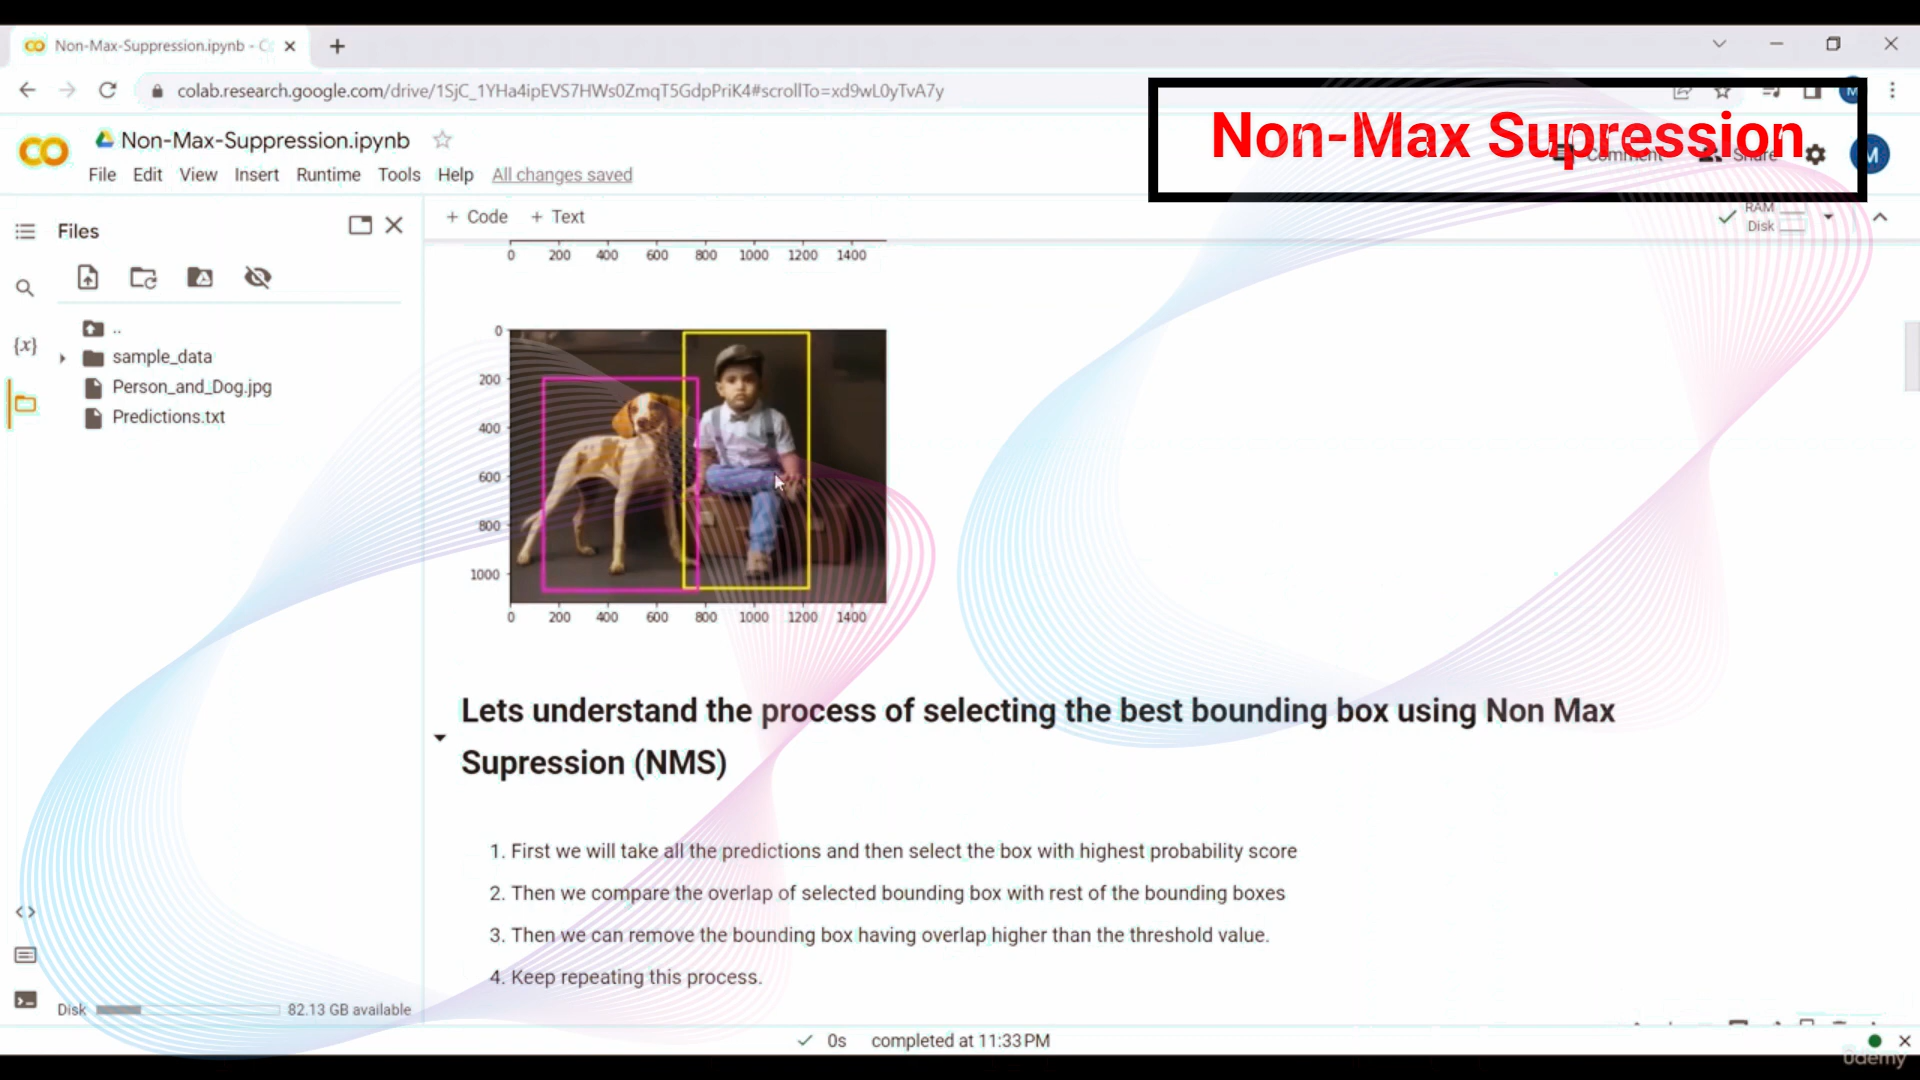 Non-Max-Suppression.ipynb - C
colab.research.google.com/drive/1SjC_1YHa4ipEVS7HWs0ZmqT5GdpPriK4#scrollTo=xd9wL0yTvA7y
Non-Max Supression
Non-Max-Suppression.ipynb
Comment
Share
M
File Edit View Insert Runtime Tools Help All changes saved
Files
+ Code + Text
RAM
Disk
0 200 400 600 800 1000 1200 1400
{x}
..
sample_data
Person_and_Dog.jpg
Predictions.txt
0
200
400
600
800
1000
0 200 400 600 800 1000 1200 1400
Lets understand the process of selecting the best bounding box using Non Max
Supression (NMS)
1. First we will take all the predictions and then select the box with highest probability score
2. Then we compare the overlap of selected bounding box with rest of the bounding boxes
3. Then we can remove the bounding box having overlap higher than the threshold value.
4. Keep repeating this process.
Disk 82.13 GB available
0s completed at 11:33 PM
ûdemy